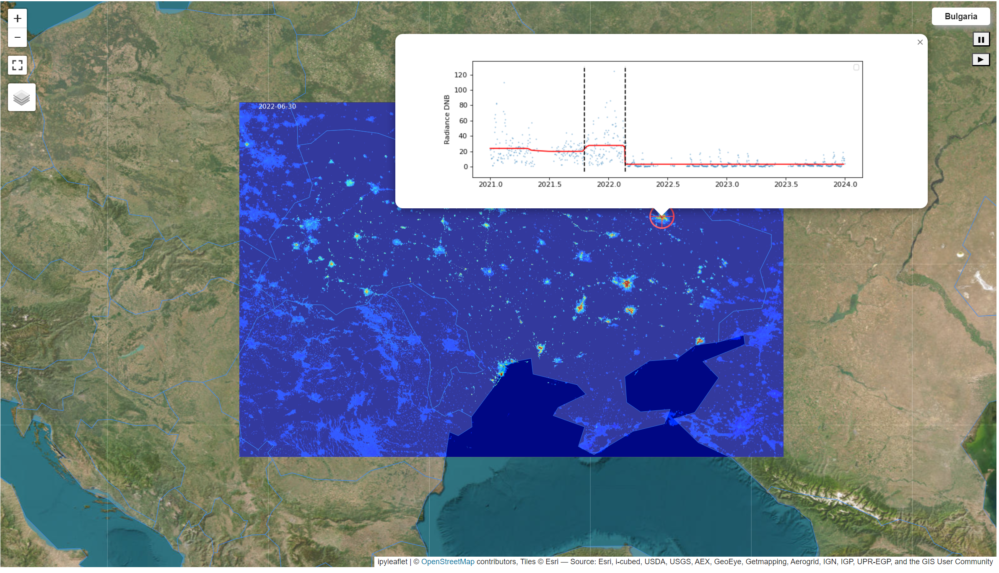 +
Bulgaria
−
×
120
100
80
60
40
20
0
Radiance DNB
2021.0 2021.5 2022.0 2022.5 2023.0 2023.5 2024.0
2022-06-30
ipyleaflet | © OpenStreetMap contributors, Tiles © Esri — Source: Esri, i-cubed, USDA, USGS, AEX, GeoEye, Getmapping, Aerogrid, IGN, IGP, UPR-EGP, and the GIS User Community